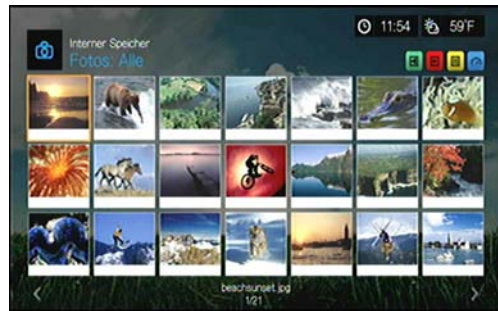 11:54 59°F
Interner Speicher
Fotos: Alle
beachsunset.jpg
1/21